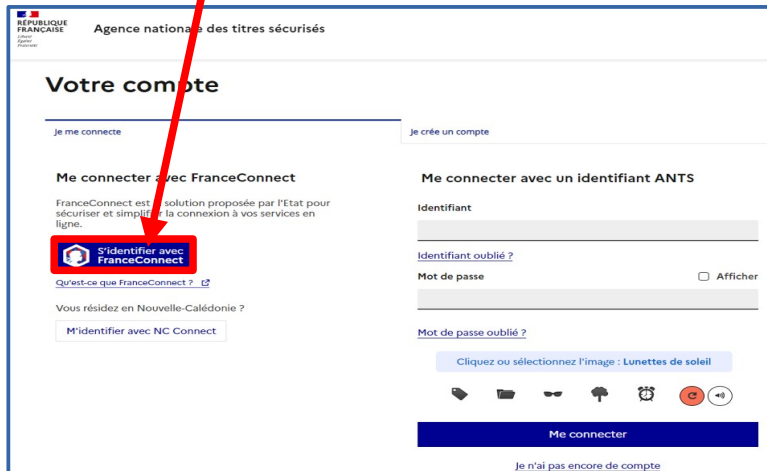 RÉPUBLIQUE
FRANÇAISE
Liberté
Égalité
Fraternité
Agence nationale des titres sécurisés
Votre compte
Je me connecte
Je crée un compte
Me connecter avec FranceConnect
FranceConnect est solution proposée par l'Etat pour
sécuriser et simplifier la connexion à vos services en
ligne.
S'identifier avec
FranceConnect
Qu'est-ce que FranceConnect ?
Vous résidez en Nouvelle-Calédonie ?
M'identifier avec NC Connect
Me connecter avec un identifiant ANTS
Identifiant
Identifiant oublié ?
Mot de passe
Afficher
Mot de passe oublié ?
Cliquez ou sélectionnez l'image : Lunettes de soleil
Me connecter
Je n'ai pas encore de compte